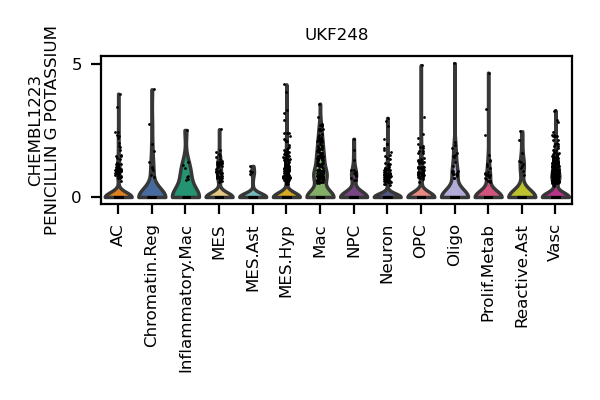 UKF248
CHEMBL1223
PENICILLIN G POTASSIUM
5
0
AC
Chromatin.Reg
Inflammatory.Mac
MES
MES.Ast
MES.Hyp
Mac
NPC
Neuron
OPC
Oligo
Prolif.Metab
Reactive.Ast
Vasc